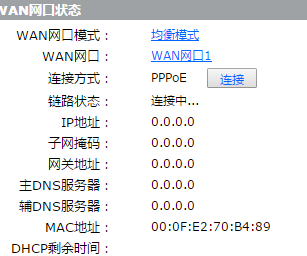 WAN网口状态
WAN网口模式： 均衡模式
WAN网口： WAN网口1
连接方式： PPPoE 连接
链路状态： 连接中...
IP地址： 0.0.0.0
子网掩码： 0.0.0.0
网关地址： 0.0.0.0
主DNS服务器： 0.0.0.0
辅DNS服务器： 0.0.0.0
MAC地址： 00:0F:E2:70:B4:89
DHCP剩余时间：